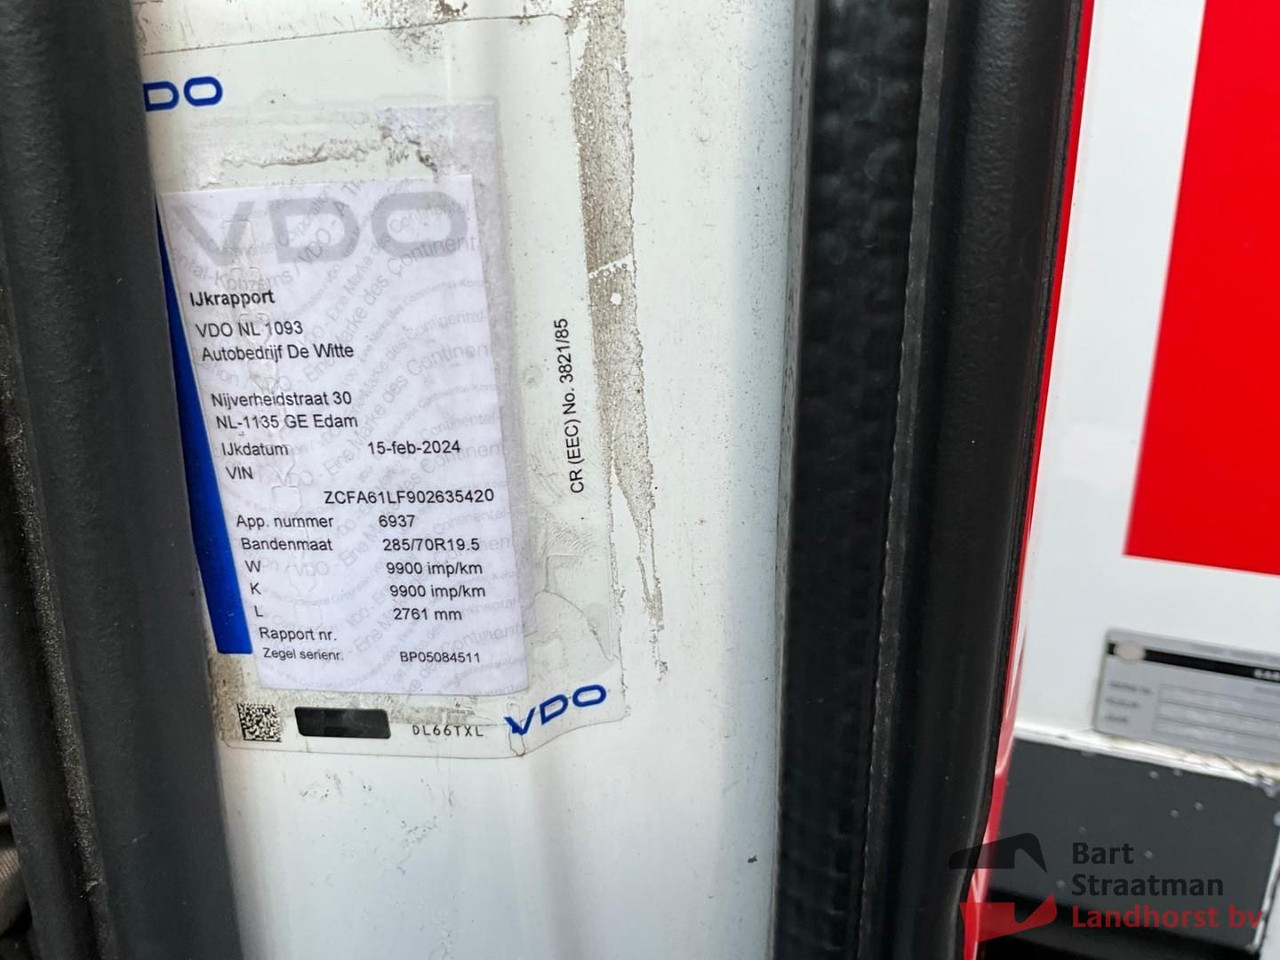 DO
VDO
IJkrapport
VDO NL 1093
Autobedrijf De Witte
Nijverheidstraat 30
NL-1135 GE Edam
IJkdatum 15-feb-2024
VIN
ZCFA61LF902635420
App. nummer 6937
Bandenmaat 285/70R19.5
W 9900 imp/km
K 9900 imp/km
L 2761 mm
Rapport nr.
Zegel serienr. BP05084511
DL66TXL
VDO
CR (EEC) No. 3821/85
Bart
Straatman
Landhorst bv